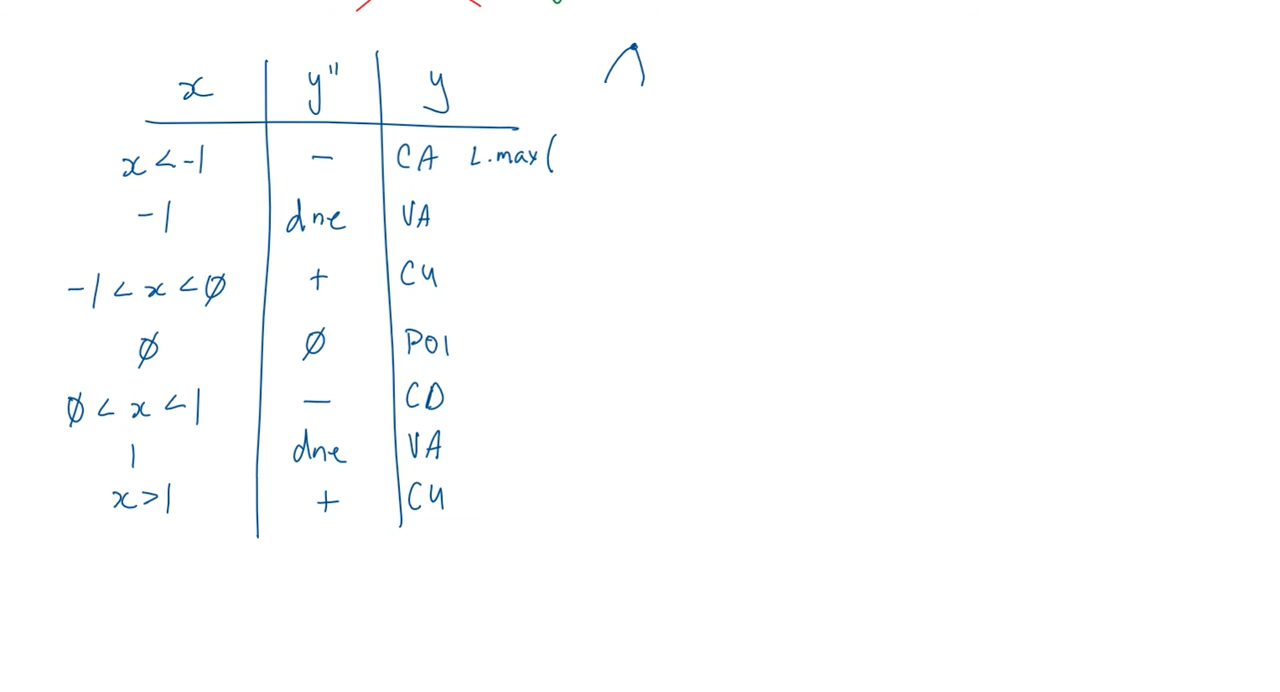 x y" y
x < -1 - CA L.max(
-1 dne VA
-1 < x < ∅ + CU
∅ ∅ POI
∅ < x < 1 - CD
1 dne VA
x > 1 + CU